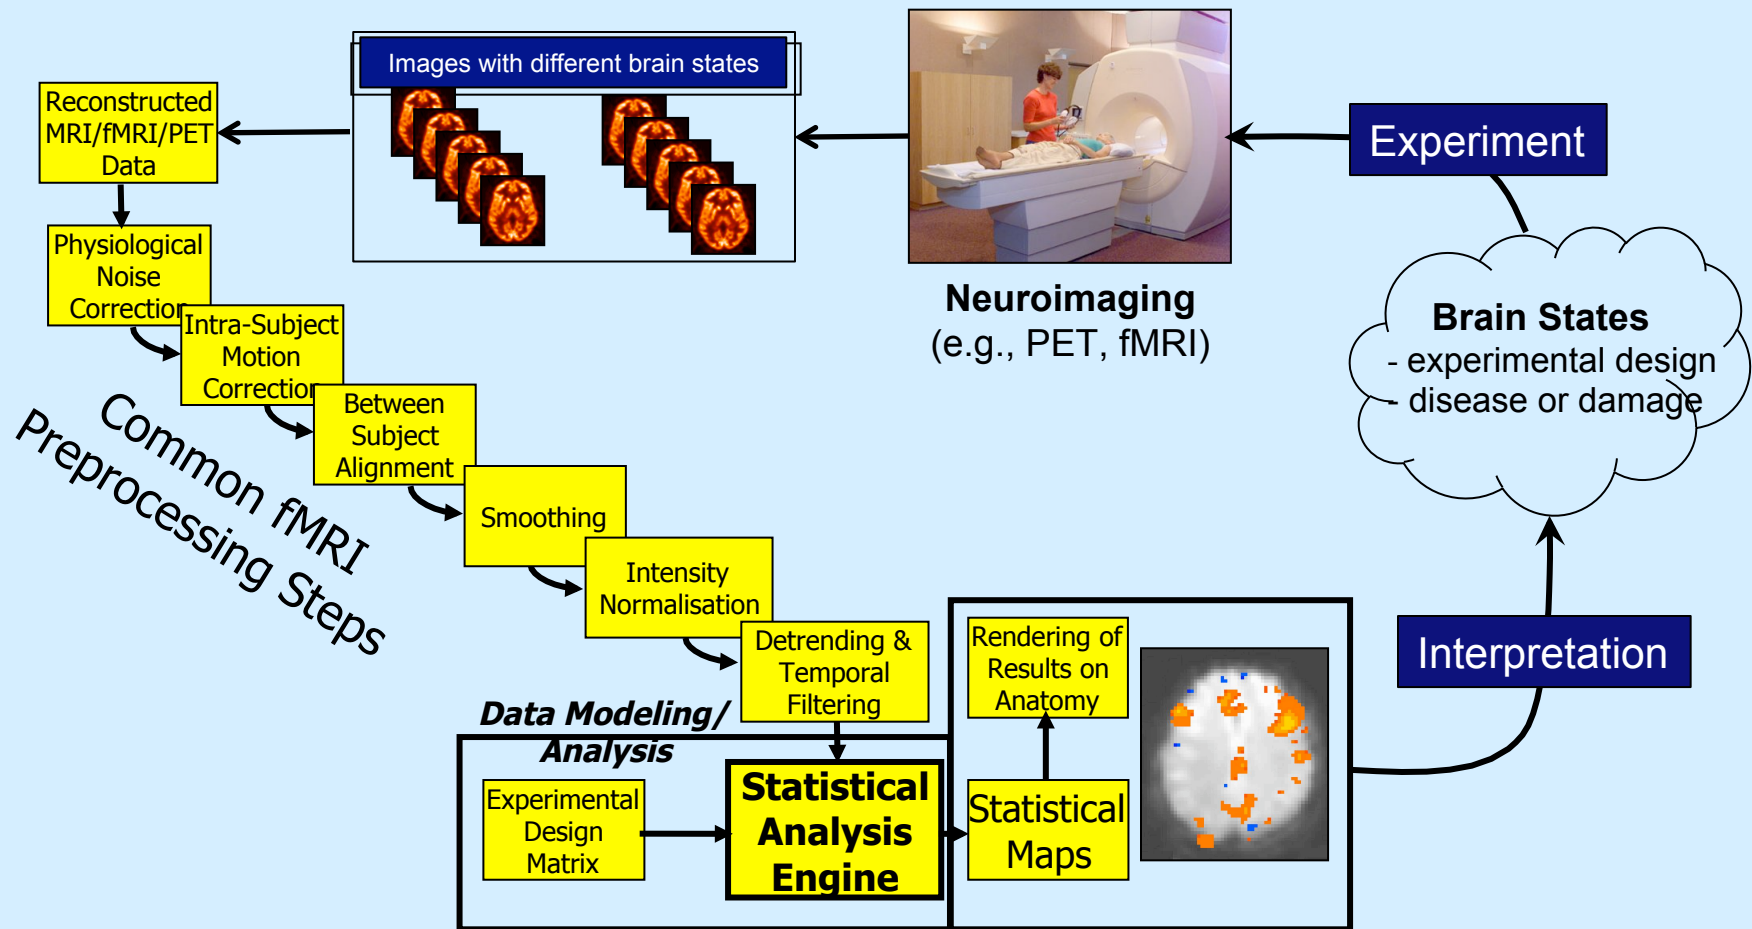 Images with different brain states
Reconstructed
MRI/fMRI/PET
Data
Physiological
Noise
Correction
Intra-Subject
Motion
Correction
Between
Subject
Alignment
Smoothing
Intensity
Normalisation
Detrending &
Temporal
Filtering
Common fMRI
Preprocessing Steps
Neuroimaging
(e.g., PET, fMRI)
Experiment
Brain States
- experimental design
- disease or damage
Interpretation
Data Modeling/
Analysis
Experimental
Design
Matrix
Statistical
Analysis
Engine
Rendering of
Results on
Anatomy
Statistical
Maps